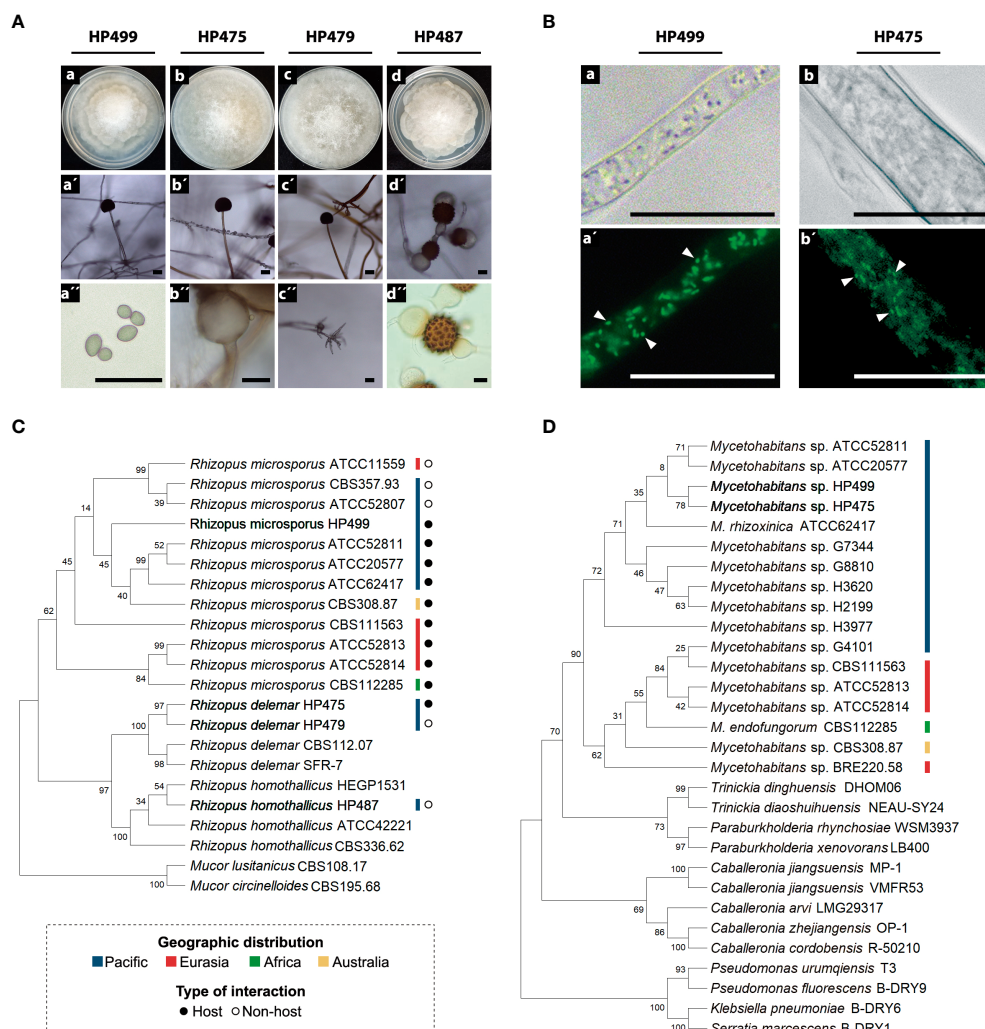 A
HP499 HP475 HP479 HP487
a b c d
a´ b´ c´ d´
a´´ b´´ c´´ d´´
B
HP499 HP475
a b
a´ b´
C
Rhizopus microsporus ATCC11559
Rhizopus microsporus CBS357.93
Rhizopus microsporus ATCC52807
Rhizopus microsporus HP499
Rhizopus microsporus ATCC52811
Rhizopus microsporus ATCC20577
Rhizopus microsporus ATCC62417
Rhizopus microsporus CBS308.87
Rhizopus microsporus CBS111563
Rhizopus microsporus ATCC52813
Rhizopus microsporus ATCC52814
Rhizopus microsporus CBS112285
Rhizopus delemar HP475
Rhizopus delemar HP479
Rhizopus delemar CBS112.07
Rhizopus delemar SFR-7
Rhizopus homothallicus HEGP1531
Rhizopus homothallicus HP487
Rhizopus homothallicus ATCC42221
Rhizopus homothallicus CBS336.62
Mucor lusitanicus CBS108.17
Mucor circinelloides CBS195.68
99
39
14
45
52
99
45
40
62
99
84
97
100
98
97
54
34
100
100
Geographic distribution
Pacific Eurasia Africa Australia
Type of interaction
Host Non-host
D
Mycetohabitans sp. ATCC52811
Mycetohabitans sp. ATCC20577
Mycetohabitans sp. HP499
Mycetohabitans sp. HP475
M. rhizoxinica ATCC62417
Mycetohabitans sp. G7344
Mycetohabitans sp. G8810
Mycetohabitans sp. H3620
Mycetohabitans sp. H2199
Mycetohabitans sp. H3977
Mycetohabitans sp. G4101
Mycetohabitans sp. CBS111563
Mycetohabitans sp. ATCC52813
Mycetohabitans sp. ATCC52814
M. endofungorum CBS112285
Mycetohabitans sp. CBS308.87
Mycetohabitans sp. BRE220.58
Trinickia dinghuensis DHOM06
Trinickia diaoshuihuensis NEAU-SY24
Paraburkholderia rhynchosiae WSM3937
Paraburkholderia xenovorans LB400
Caballeronia jiangsuensis MP-1
Caballeronia jiangsuensis VMFR53
Caballeronia arvi LMG29317
Caballeronia zhejiangensis OP-1
Caballeronia cordobensis R-50210
Pseudomonas urumqiensis T3
Pseudomonas fluorescens B-DRY9
Klebsiella pneumoniae B-DRY6
Serratia marcescens B-DRY1
71
8
35
78
71
46
47
63
72
90
25
84
55
42
31
62
70
99
73
97
100
69
86
100
93
100
100